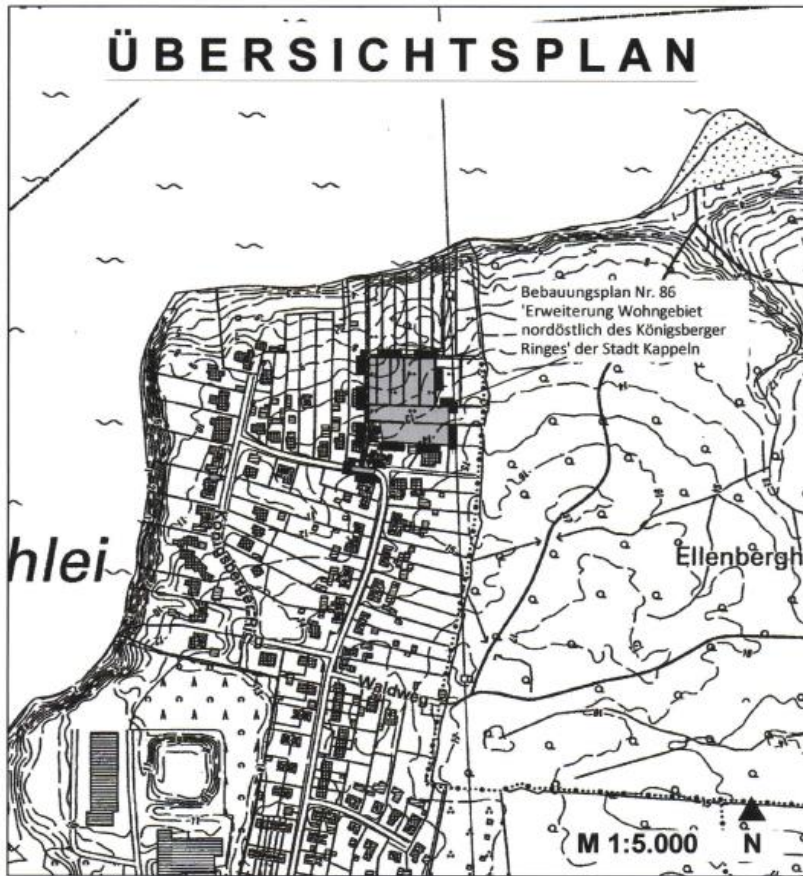 ÜBERSICHTSPLAN
Bebauungsplan Nr. 86
'Erweiterung Wohngebiet
nordöstlich des Königsberger
Ringes' der Stadt Kappeln
hlei
Ellenbergh
Waldweg
M 1:5.000
N